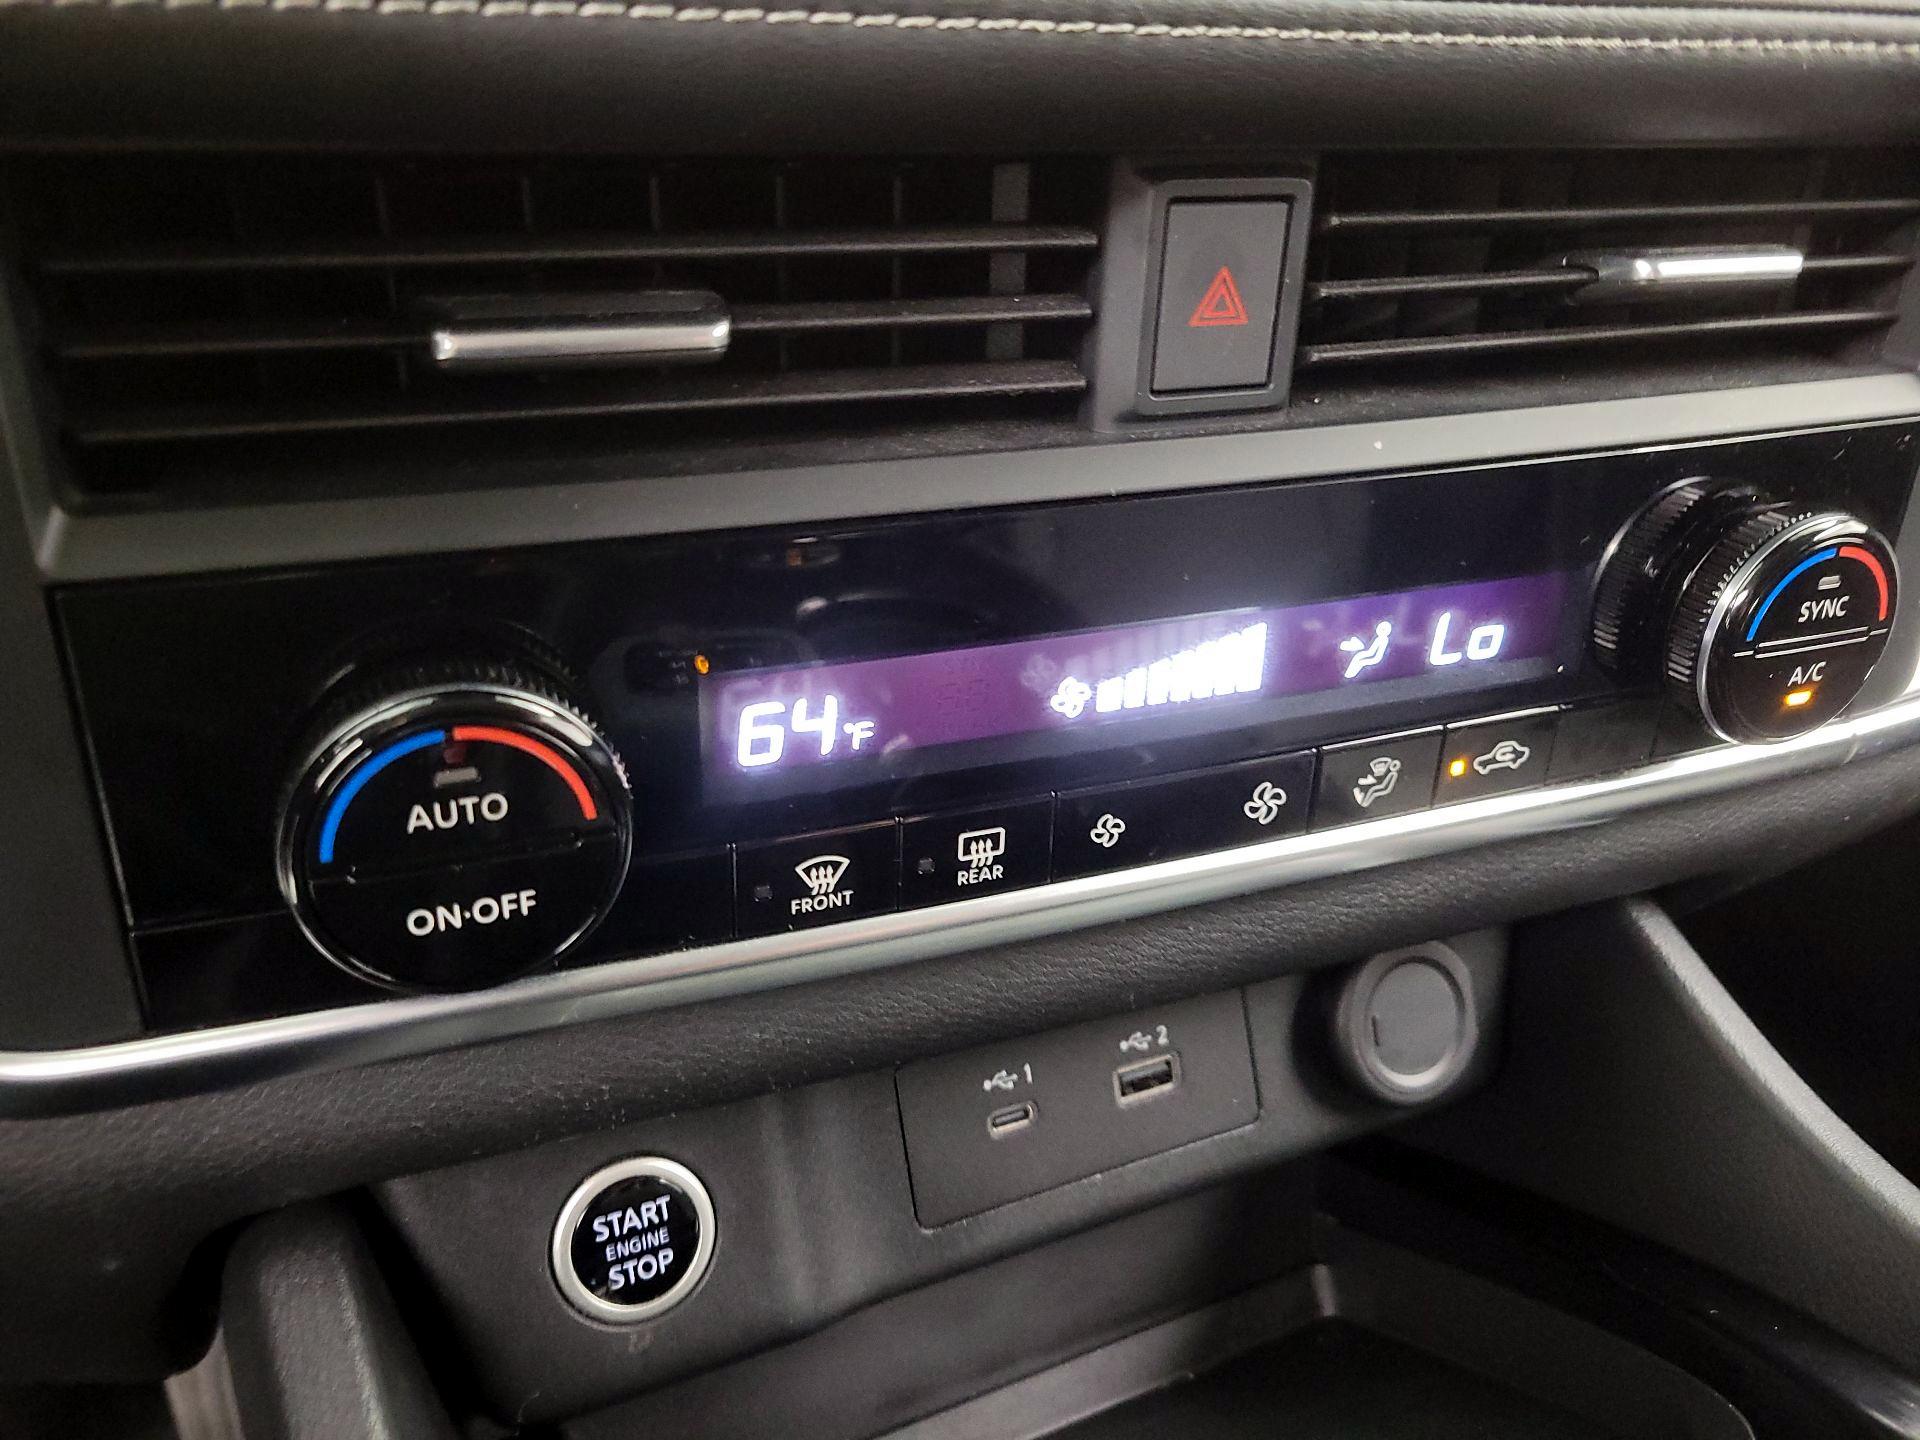 64°F
Lo
SYNC
A/C
AUTO
ON•OFF
FRONT
REAR
1
2
START
ENGINE
STOP